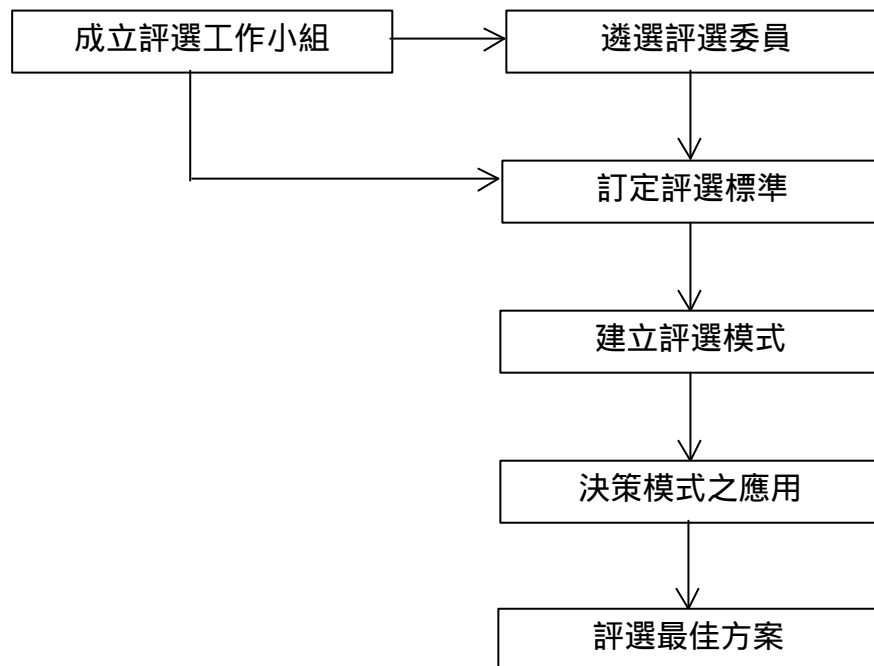 成立評選工作小組
遴選評選委員
訂定評選標準
建立評選模式
決策模式之應用
評選最佳方案